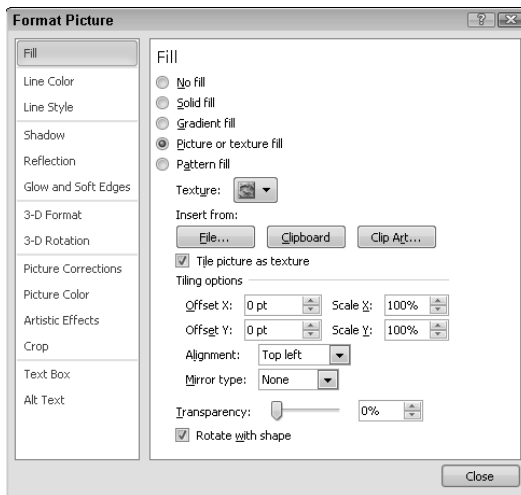 Format Picture
Fill
Line Color
Line Style
Shadow
Reflection
Glow and Soft Edges
3-D Format
3-D Rotation
Picture Corrections
Picture Color
Artistic Effects
Crop
Text Box
Alt Text
Fill
No fill
Solid fill
Gradient fill
Picture or texture fill
Pattern fill
Texture:
Insert from:
File... Clipboard Clip Art...
Tile picture as texture
Tiling options
Offset X: 0 pt Scale X: 100%
Offset Y: 0 pt Scale Y: 100%
Alignment: Top left
Mirror type: None
Transparency: 0%
Rotate with shape
Close